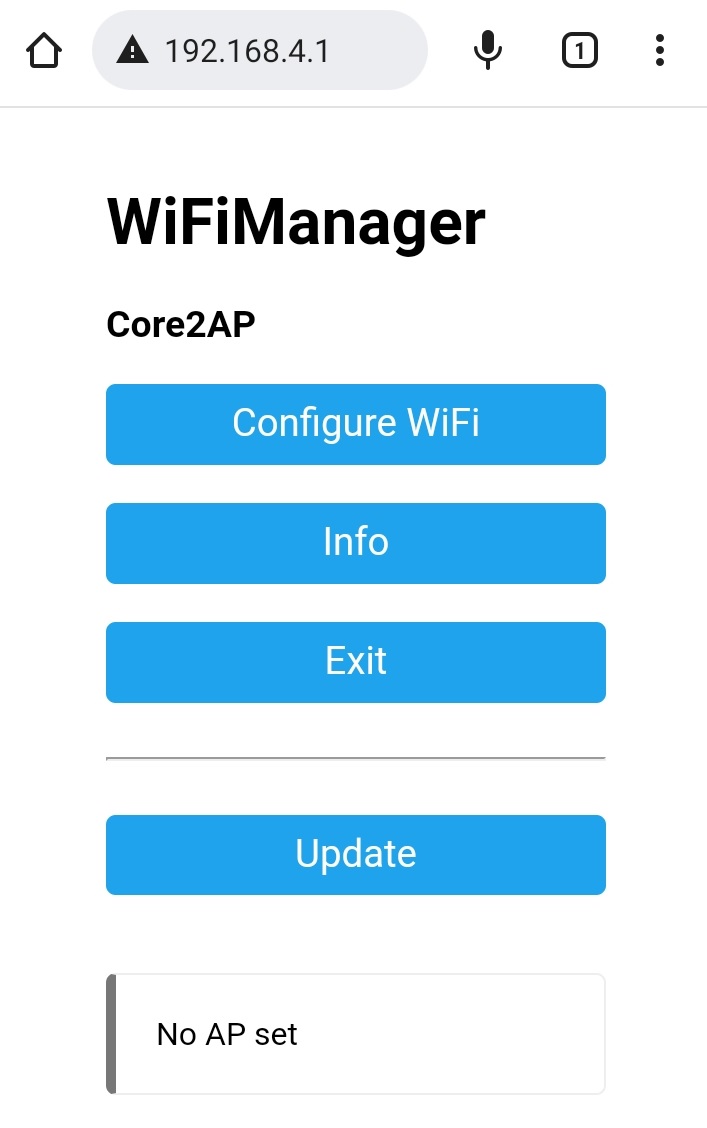 192.168.4.1
1
WiFiManager
Core2AP
Configure WiFi
Info
Exit
Update
No AP set